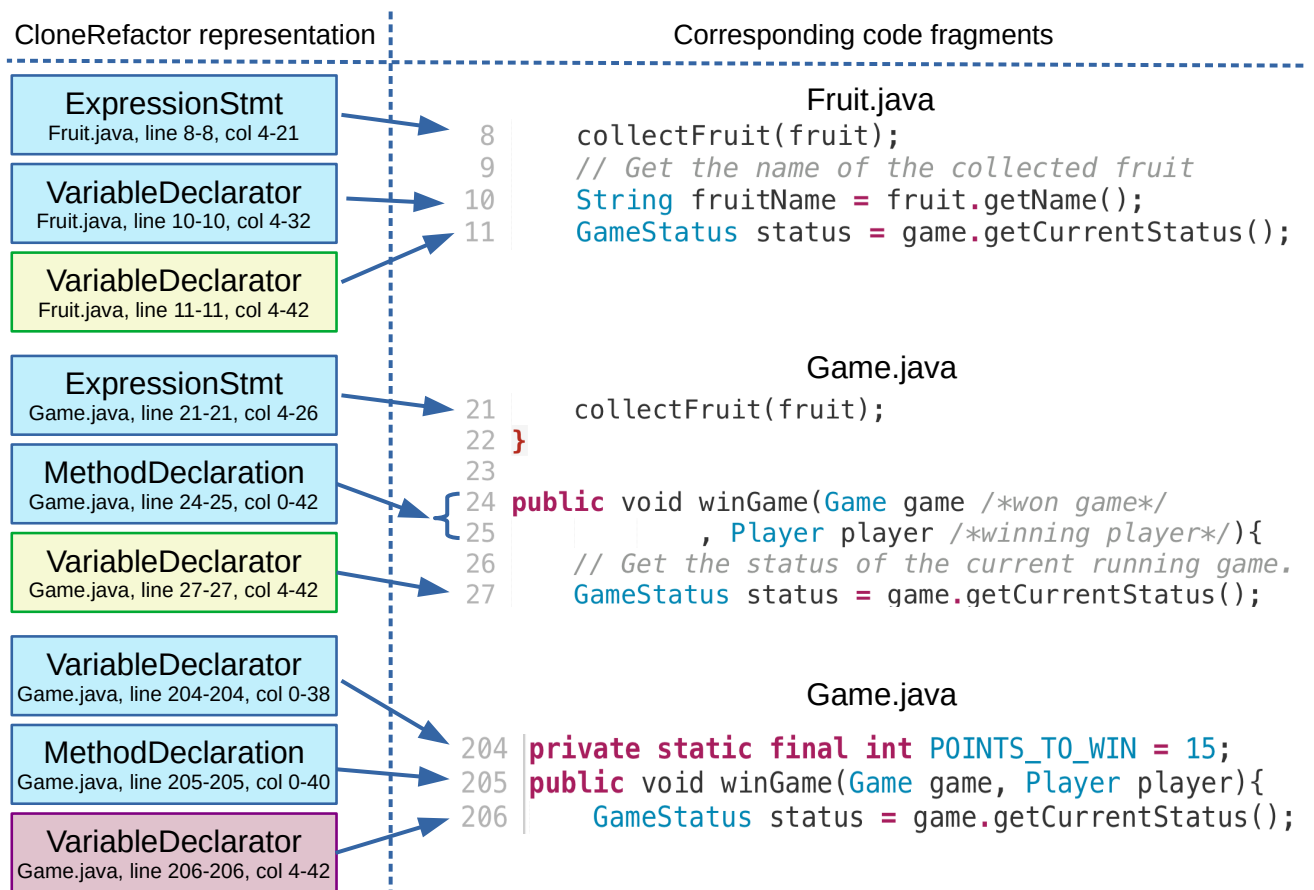 CloneRefactor representation
Corresponding code fragments
ExpressionStmt
Fruit.java, line 8-8, col 4-21
VariableDeclarator
Fruit.java, line 10-10, col 4-32
VariableDeclarator
Fruit.java, line 11-11, col 4-42
Fruit.java
8 collectFruit(fruit);
9 // Get the name of the collected fruit
10 String fruitName = fruit.getName();
11 GameStatus status = game.getCurrentStatus();
ExpressionStmt
Game.java, line 21-21, col 4-26
MethodDeclaration
Game.java, line 24-25, col 0-42
VariableDeclarator
Game.java, line 27-27, col 4-42
Game.java
21 collectFruit(fruit);
22 }
23
24 public void winGame(Game game /*won game*/
25 , Player player /*winning player*/){
26 // Get the status of the current running game.
27 GameStatus status = game.getCurrentStatus();
VariableDeclarator
Game.java, line 204-204, col 0-38
MethodDeclaration
Game.java, line 205-205, col 0-40
VariableDeclarator
Game.java, line 206-206, col 4-42
Game.java
204 private static final int POINTS_TO_WIN = 15;
205 public void winGame(Game game, Player player){
206 GameStatus status = game.getCurrentStatus();